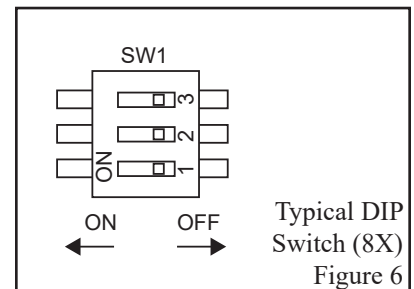 SW1
3
2
1
ON
ON OFF
Typical DIP
Switch (8X)
Figure 6